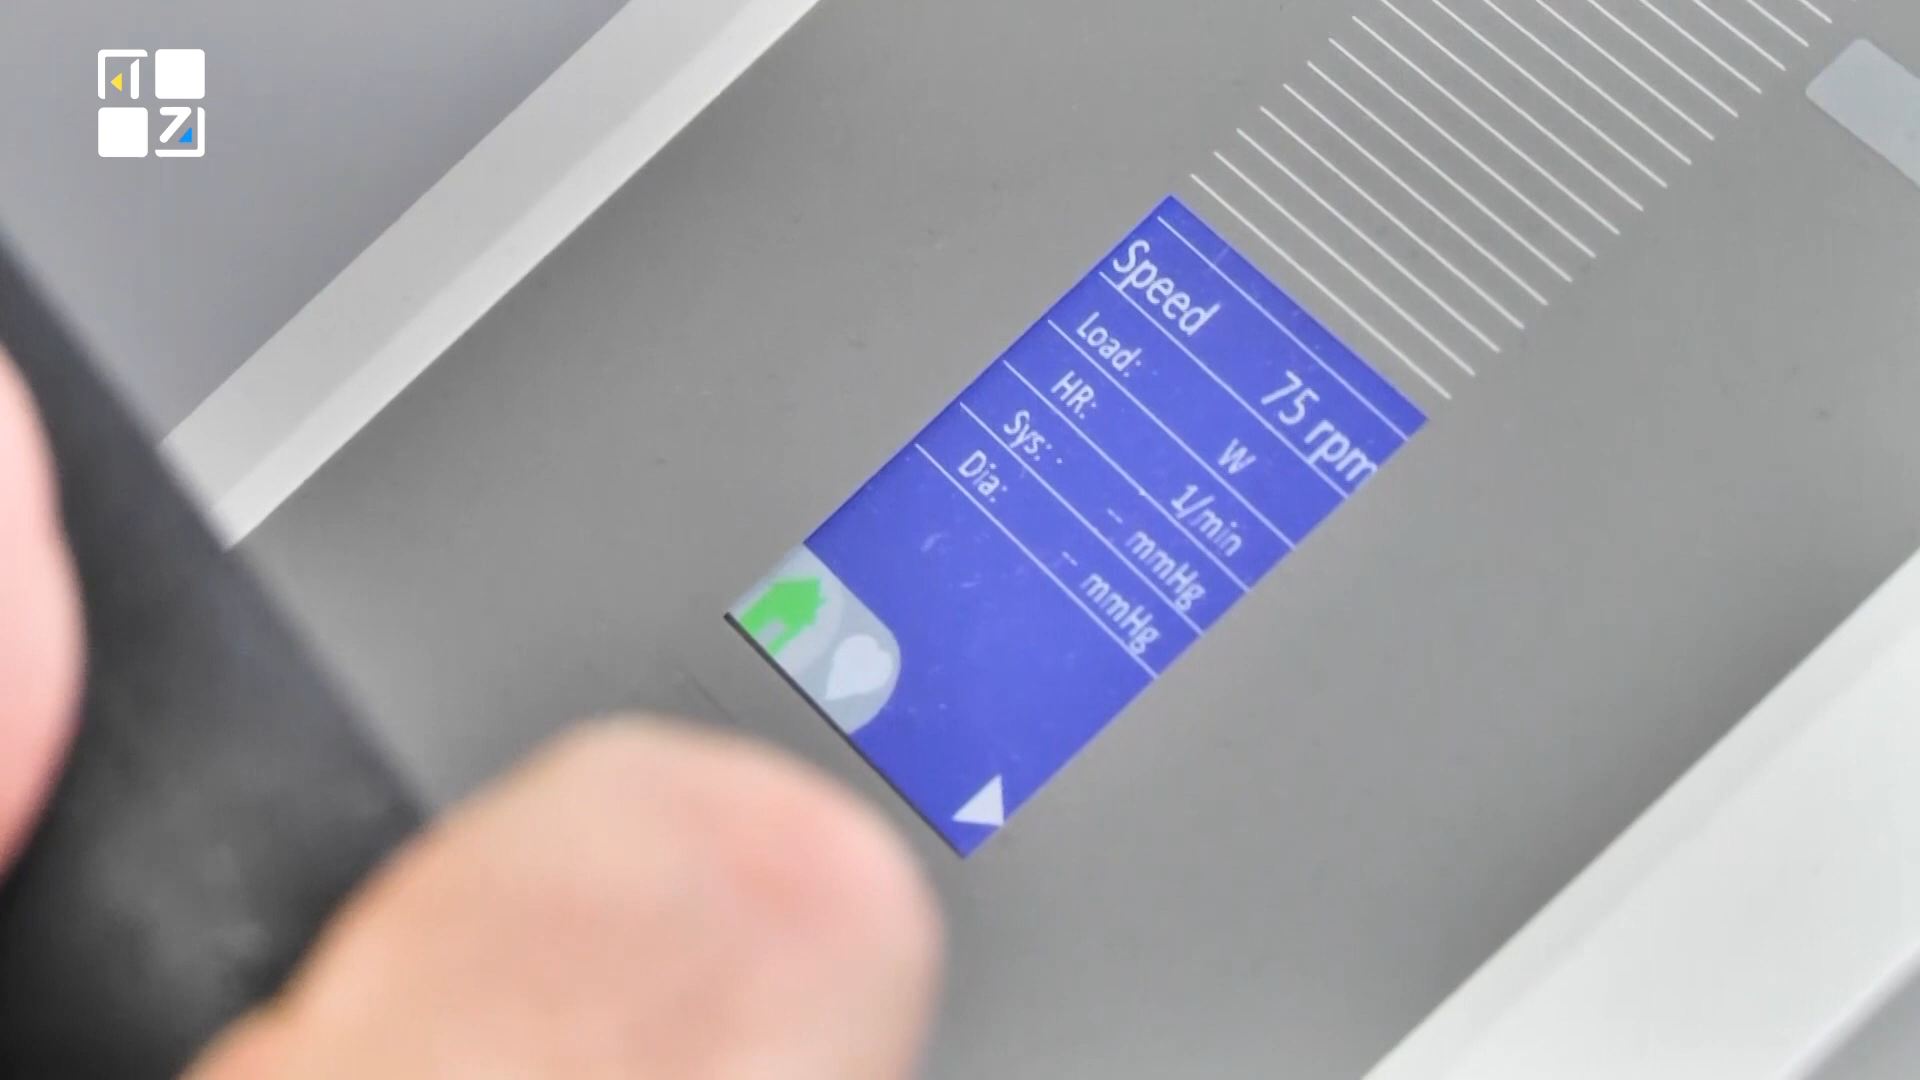 Speed
75 rpm
Load: W
HR: 1/min
Sys: -- mmHg
Dia: -- mmHg